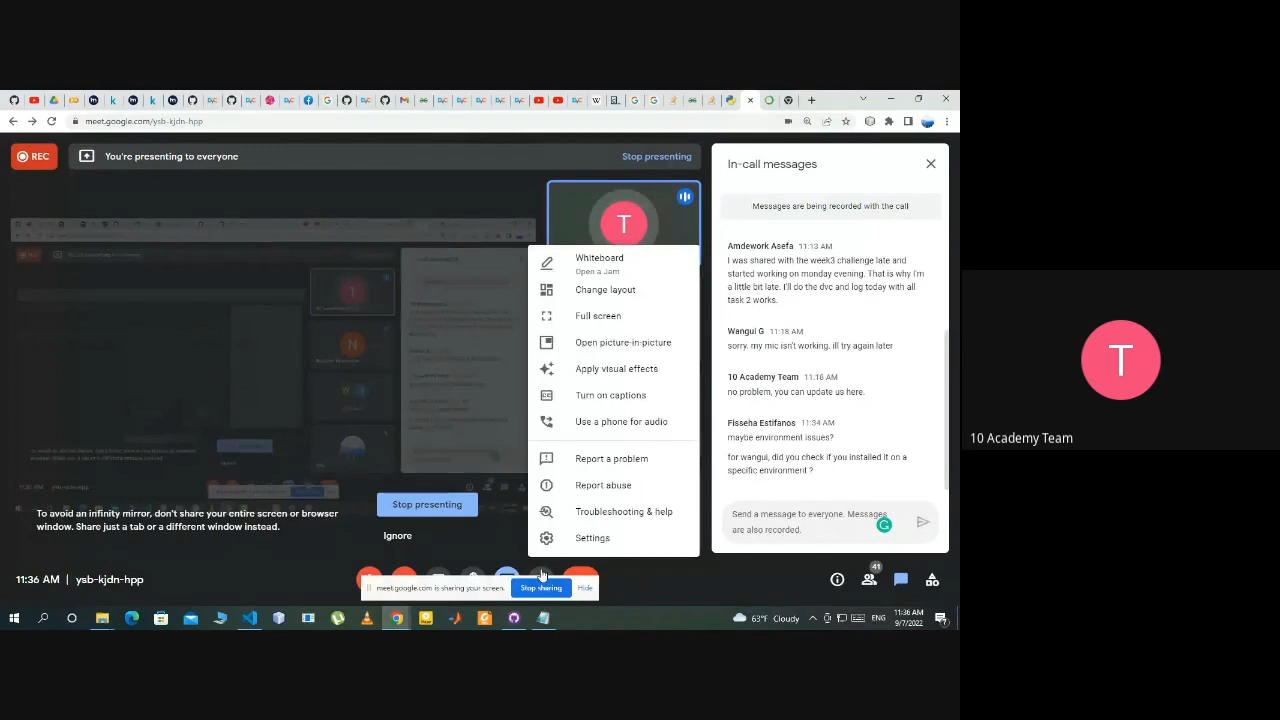 meet.google.com/ysb-kjdn-hpp
REC
You're presenting to everyone
Stop presenting
T
Whiteboard
Open a Jam
Change layout
Full screen
Open picture-in-picture
Apply visual effects
Turn on captions
Use a phone for audio
Report a problem
Report abuse
Troubleshooting & help
Settings
To avoid an infinity mirror, don't share your entire screen or browser
window. Share just a tab or a different window instead.
Stop presenting
Ignore
In-call messages
Messages are being recorded with the call
Amdework Asefa 11:13 AM
I was shared with the week3 challenge late and
started working on monday evening. That is why I'm
a little bit late. I'll do the dvc and log today with all
task 2 works.
Wangui G 11:18 AM
sorry. my mic isn't working. ill try again later
10 Academy Team 11:18 AM
no problem, you can update us here.
Fisseha Estifanos 11:34 AM
maybe environment issues?
for wangui, did you check if you installed it on a
specific environment ?
Send a message to everyone. Messages
are also recorded.
11:36 AM | ysb-kjdn-hpp
meet.google.com is sharing your screen.
Stop sharing
Hide
41
63°F Cloudy
ENG
11:36 AM
9/7/2022
T
10 Academy Team